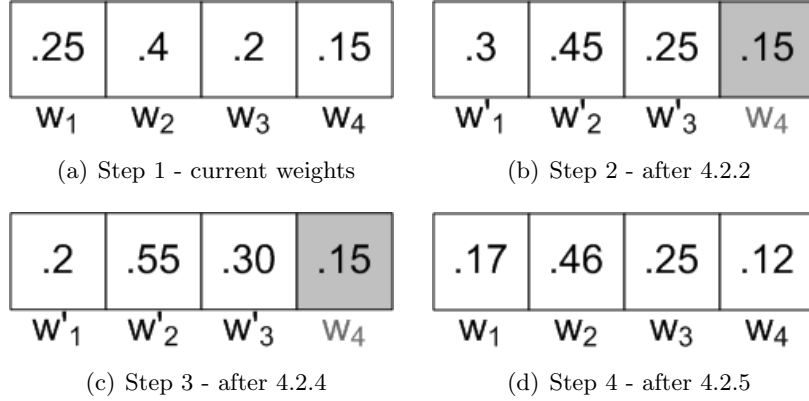 .25 .4 .2 .15
w₁ w₂ w₃ w₄
(a) Step 1 - current weights
.3 .45 .25 .15
w'₁ w'₂ w'₃ w₄
(b) Step 2 - after 4.2.2
.2 .55 .30 .15
w'₁ w'₂ w'₃ w₄
(c) Step 3 - after 4.2.4
.17 .46 .25 .12
w₁ w₂ w₃ w₄
(d) Step 4 - after 4.2.5